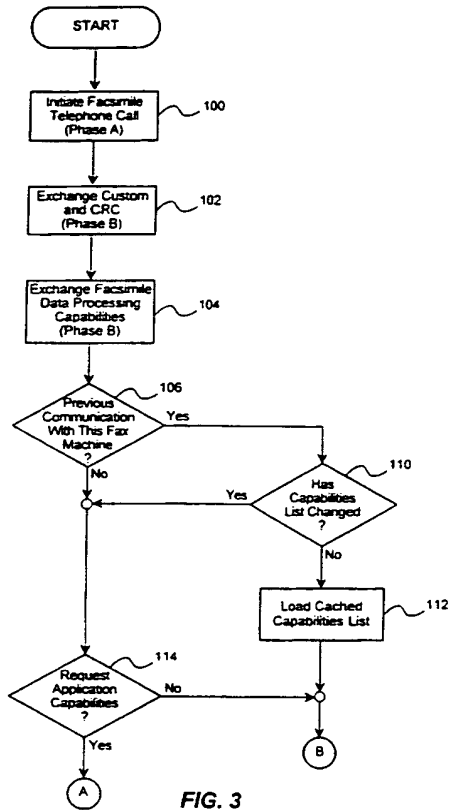 START
Initiate Facsimile
Telephone Call
(Phase A)
100
Exchange Custom
and CRC
(Phase B)
102
Exchange Facsimile
Data Processing
Capabilities
(Phase B)
104
106
Previous
Communication
With This Fax
Machine
?
Yes
No
110
Has
Capabilities
List Changed
?
Yes
No
Load Cached
Capabilities List
112
114
Request
Application
Capabilities
?
No
Yes
B
A
FIG. 3